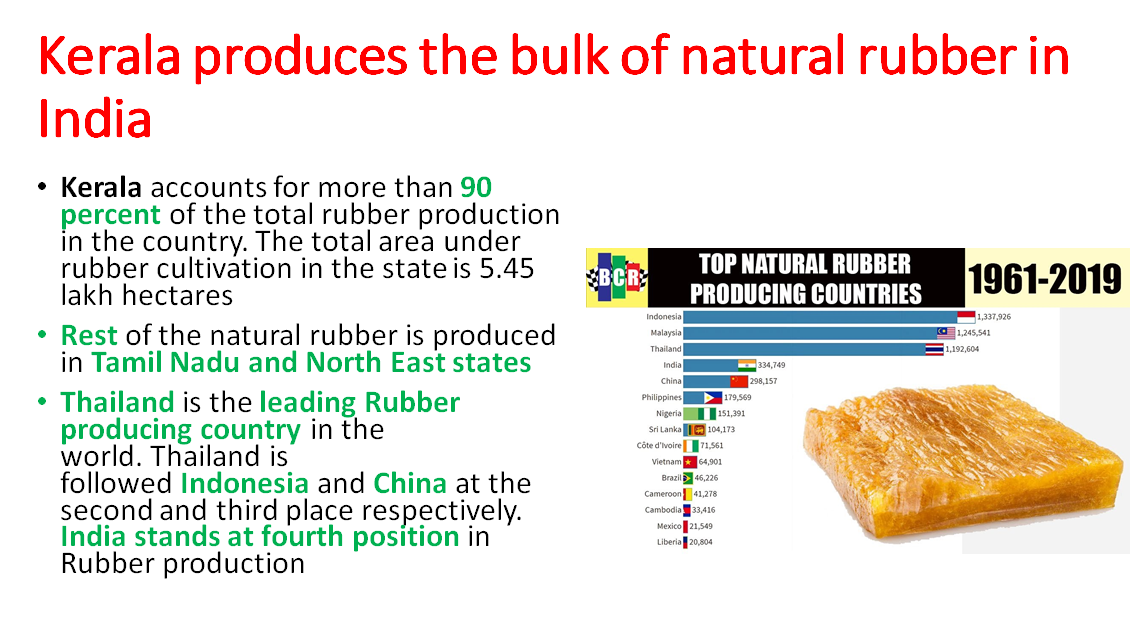 Kerala produces the bulk of natural rubber in
India
• Kerala accounts for more than 90
percent of the total rubber production
in the country. The total area under
rubber cultivation in the state is 5.45
lakh hectares
• Rest of the natural rubber is produced
in Tamil Nadu and North East states
• Thailand is the leading Rubber
producing country in the
world. Thailand is
followed Indonesia and China at the
second and third place respectively.
India stands at fourth position in
Rubber production
BCR
TOP NATURAL RUBBER
PRODUCING COUNTRIES
1961-2019
Indonesia 1,337,926
Malaysia 1,245,541
Thailand 1,192,604
India 334,749
China 298,157
Philippines 179,569
Nigeria 151,391
Sri Lanka 104,173
Côte d'Ivoire 71,561
Vietnam 64,901
Brazil 46,226
Cameroon 41,278
Cambodia 33,416
Mexico 21,549
Liberia 20,804